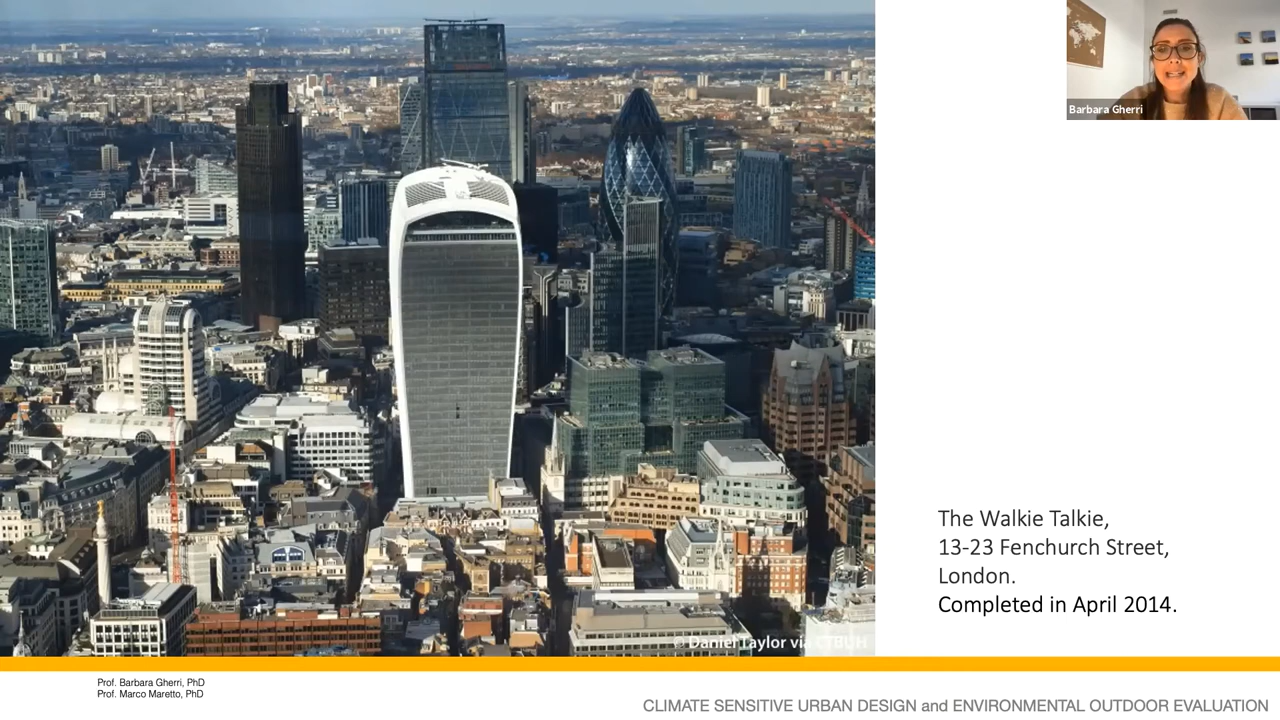 Barbara Gherri
The Walkie Talkie,
13-23 Fenchurch Street,
London.
Completed in April 2014.
© Daniel Taylor via CTBUH
Prof. Barbara Gherri, PhD
Prof. Marco Maretto, PhD
CLIMATE SENSITIVE URBAN DESIGN and ENVIRONMENTAL OUTDOOR EVALUATION